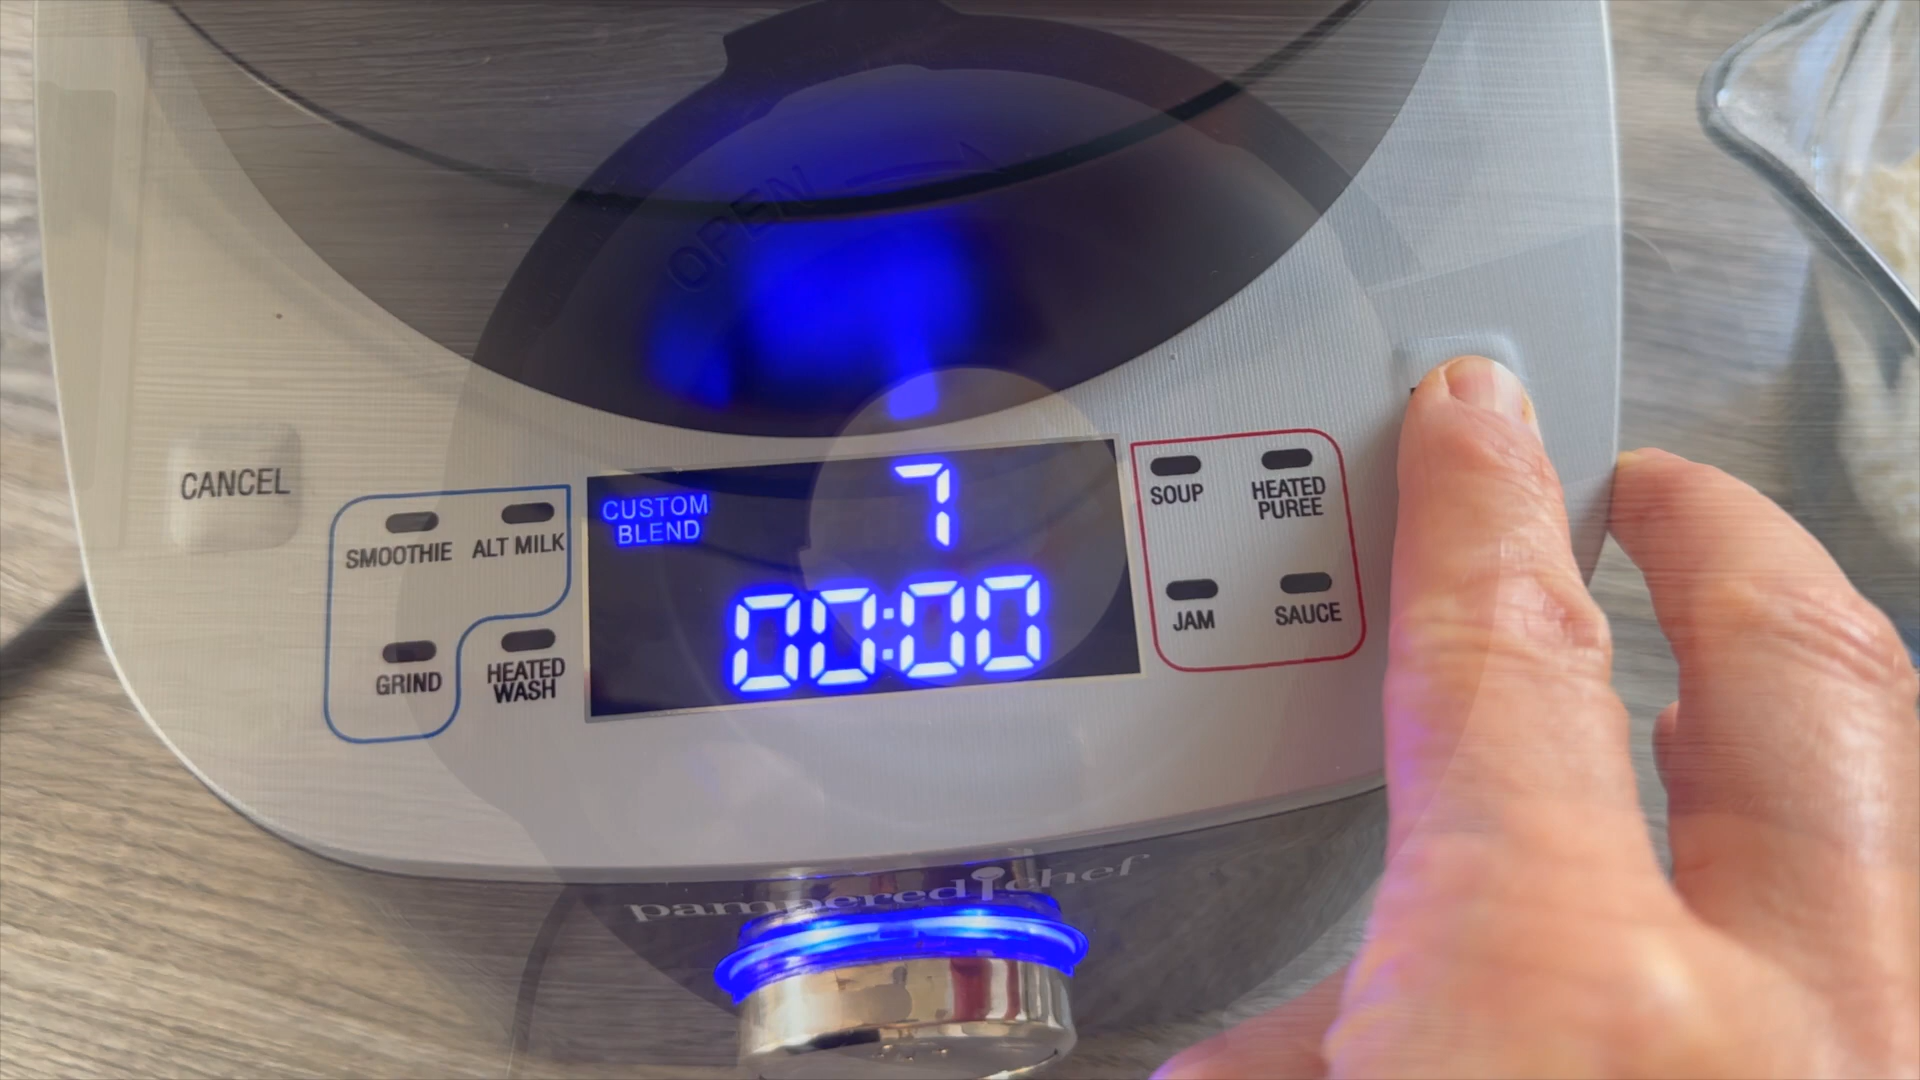 OPEN
CANCEL
SMOOTHIE
ALT MILK
GRIND
HEATED
WASH
CUSTOM
BLEND
7
00:00
SOUP
HEATED
PUREE
JAM
SAUCE
pampered chef